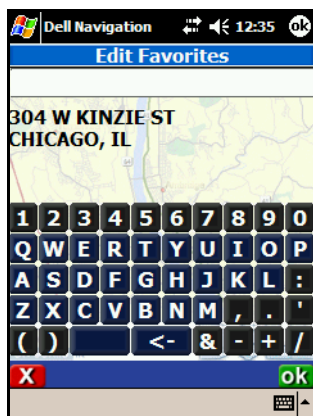 Dell Navigation 12:35 ok
Edit Favorites
304 W KINZIE ST
CHICAGO, IL
1 2 3 4 5 6 7 8 9 0
Q W E R T Y U I O P
A S D F G H J K L :
Z X C V B N M , . '
( ) <- & - + /
X ok